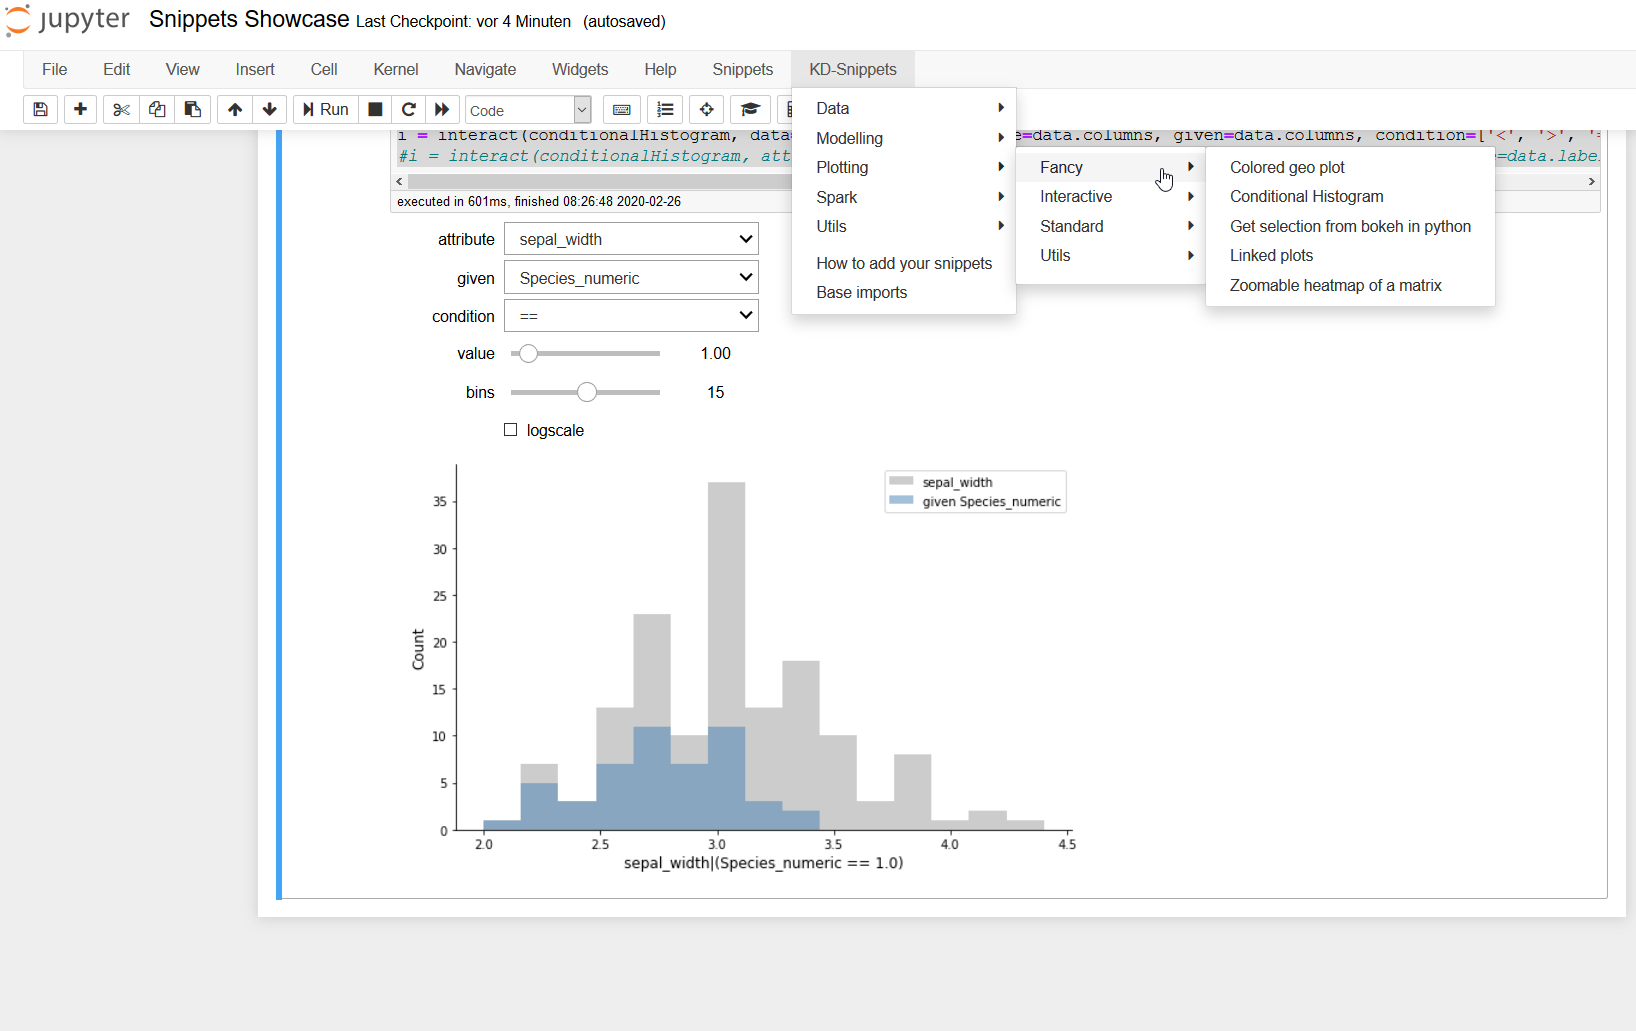 jupyter Snippets Showcase Last Checkpoint: vor 4 Minuten (autosaved)
File Edit View Insert Cell Kernel Navigate Widgets Help Snippets KD-Snippets
Run Code
Data
Modelling
Plotting
Spark
Utils
How to add your snippets
Base imports
Fancy
Interactive
Standard
Utils
Colored geo plot
Conditional Histogram
Get selection from bokeh in python
Linked plots
Zoomable heatmap of a matrix
i = interact(conditionalHistogram, data= e=data.columns, given=data.columns, condition=['<', '>', '=
#i = interact(conditionalHistogram, att =data.labe
executed in 601ms, finished 08:26:48 2020-02-26
attribute sepal_width
given Species_numeric
condition ==
value 1.00
bins 15
logscale
sepal_width
given Species_numeric
35
30
25
20
15
10
5
0
Count
2.0 2.5 3.0 3.5 4.0 4.5
sepal_width|(Species_numeric == 1.0)